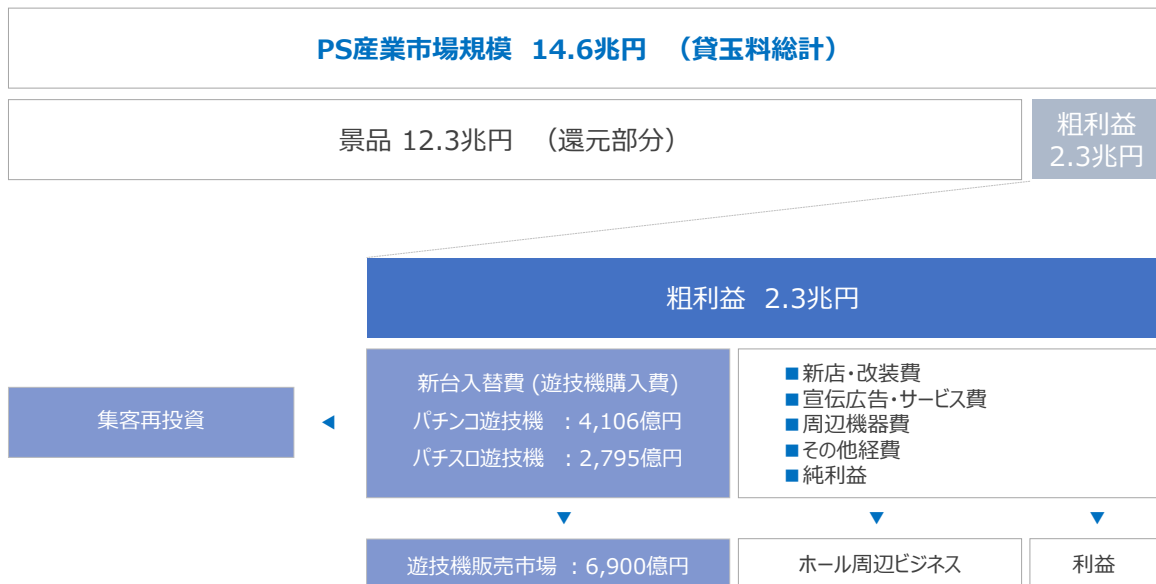 PS産業市場規模 14.6兆円 （貸玉料総計）
景品 12.3兆円 （還元部分）
粗利益
2.3兆円
粗利益 2.3兆円
新台入替費 (遊技機購入費)
パチンコ遊技機 ：4,106億円
パチスロ遊技機 ：2,795億円
■新店・改装費
■宣伝広告・サービス費
■周辺機器費
■その他経費
■純利益
集客再投資
遊技機販売市場 ：6,900億円
ホール周辺ビジネス
利益